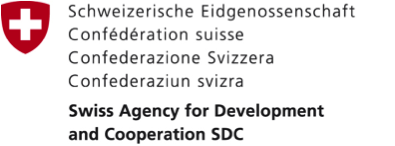 Schweizerische Eidgenossenschaft
Confédération suisse
Confederazione Svizzera
Confederaziun svizra
Swiss Agency for Development
and Cooperation SDC